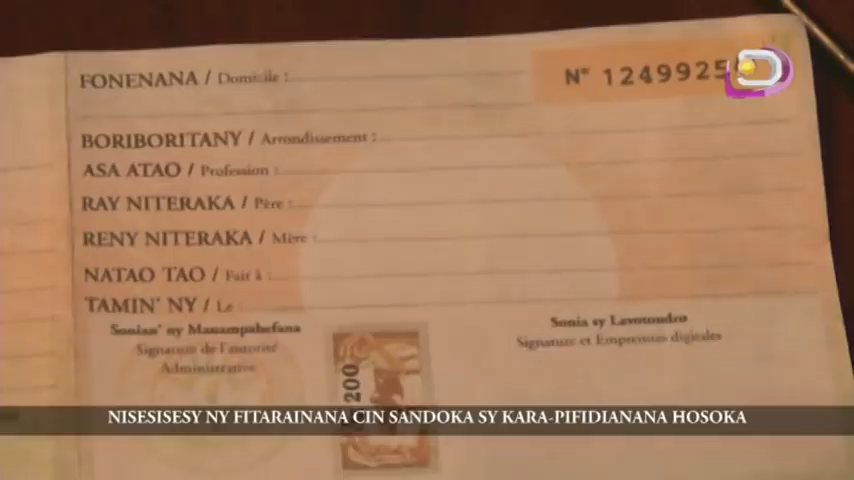 FONENANA / Domicile :
N° 1249925
BORIBORITANY / Arrondissement :
ASA ATAO / Profession :
RAY NITERAKA / Père :
RENY NITERAKA / Mère :
NATAO TAO / Fait à :
TAMIN' NY / Le :
Sonian' ny Manampahefana
Signature de l'autorité
Administrative
Sonia sy Lavotondro
Signature et Empreintes digitales
200
NISESISESY NY FITARAINANA CIN SANDOKA SY KARA-PIFIDIANANA HOSOKA